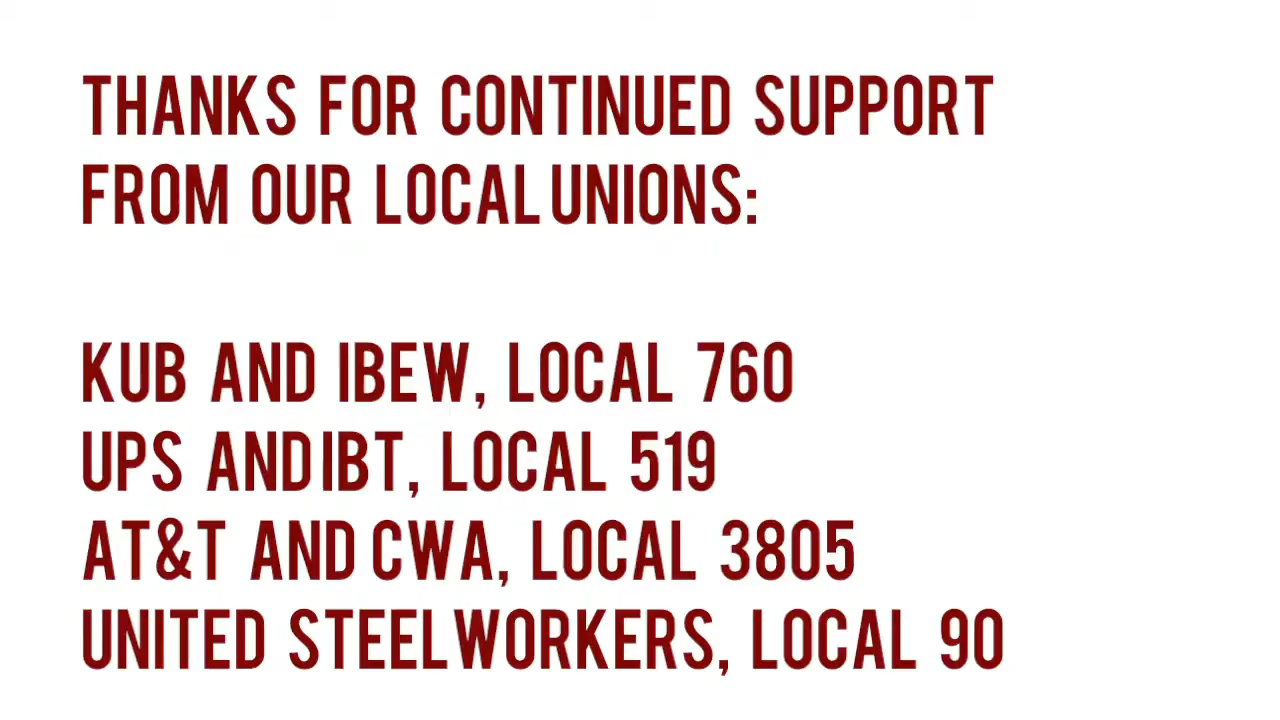 THANKS FOR CONTINUED SUPPORT
FROM OUR LOCAL UNIONS:
KUB AND IBEW, LOCAL 760
UPS AND IBT, LOCAL 519
AT&T AND CWA, LOCAL 3805
UNITED STEELWORKERS, LOCAL 90